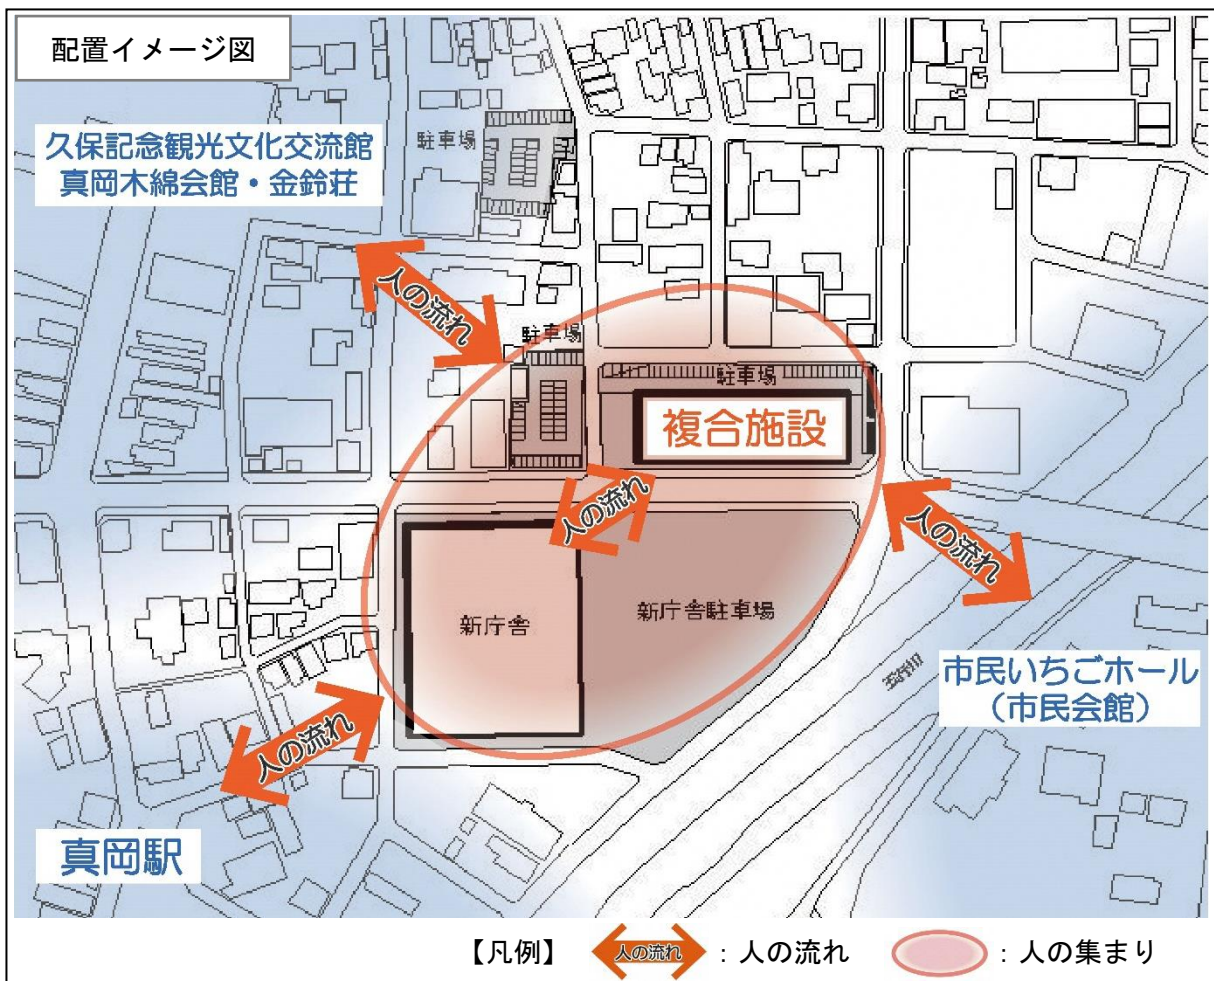 配置イメージ図
久保記念観光文化交流館
真岡木綿会館・金鈴荘
駐車場
人の流れ
駐車場
駐車場
複合施設
人の流れ
人の流れ
新庁舎
新庁舎駐車場
五行川
市民いちごホール
（市民会館）
人の流れ
真岡駅
【凡例】 人の流れ ：人の流れ ：人の集まり